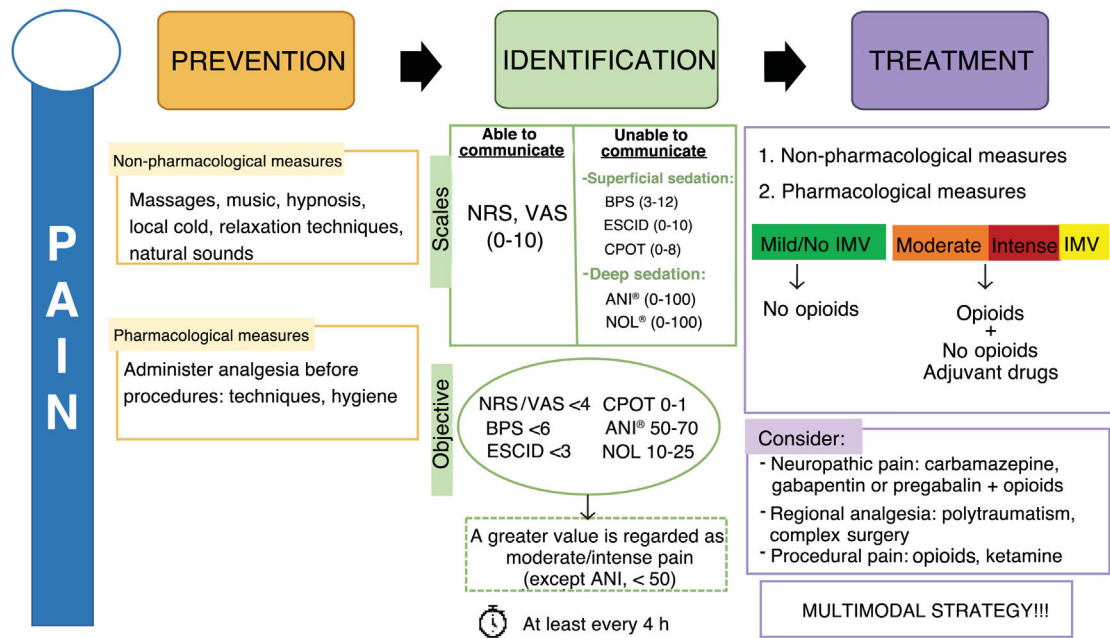 PAIN
PREVENTION
Non-pharmacological measures
Massages, music, hypnosis,
local cold, relaxation techniques,
natural sounds
Pharmacological measures
Administer analgesia before
procedures: techniques, hygiene
IDENTIFICATION
Scales
Able to
communicate
NRS, VAS
(0-10)
Unable to
communicate
-Superficial sedation:
BPS (3-12)
ESCID (0-10)
CPOT (0-8)
-Deep sedation:
ANI® (0-100)
NOL® (0-100)
Objective
NRS/VAS <4 CPOT 0-1
BPS <6 ANI® 50-70
ESCID <3 NOL 10-25
A greater value is regarded as
moderate/intense pain
(except ANI, < 50)
At least every 4 h
TREATMENT
1. Non-pharmacological measures
2. Pharmacological measures
Mild/No IMV
No opioids
Moderate Intense IMV
Opioids
+
No opioids
Adjuvant drugs
Consider:
- Neuropathic pain: carbamazepine,
gabapentin or pregabalin + opioids
- Regional analgesia: polytraumatism,
complex surgery
- Procedural pain: opioids, ketamine
MULTIMODAL STRATEGY!!!